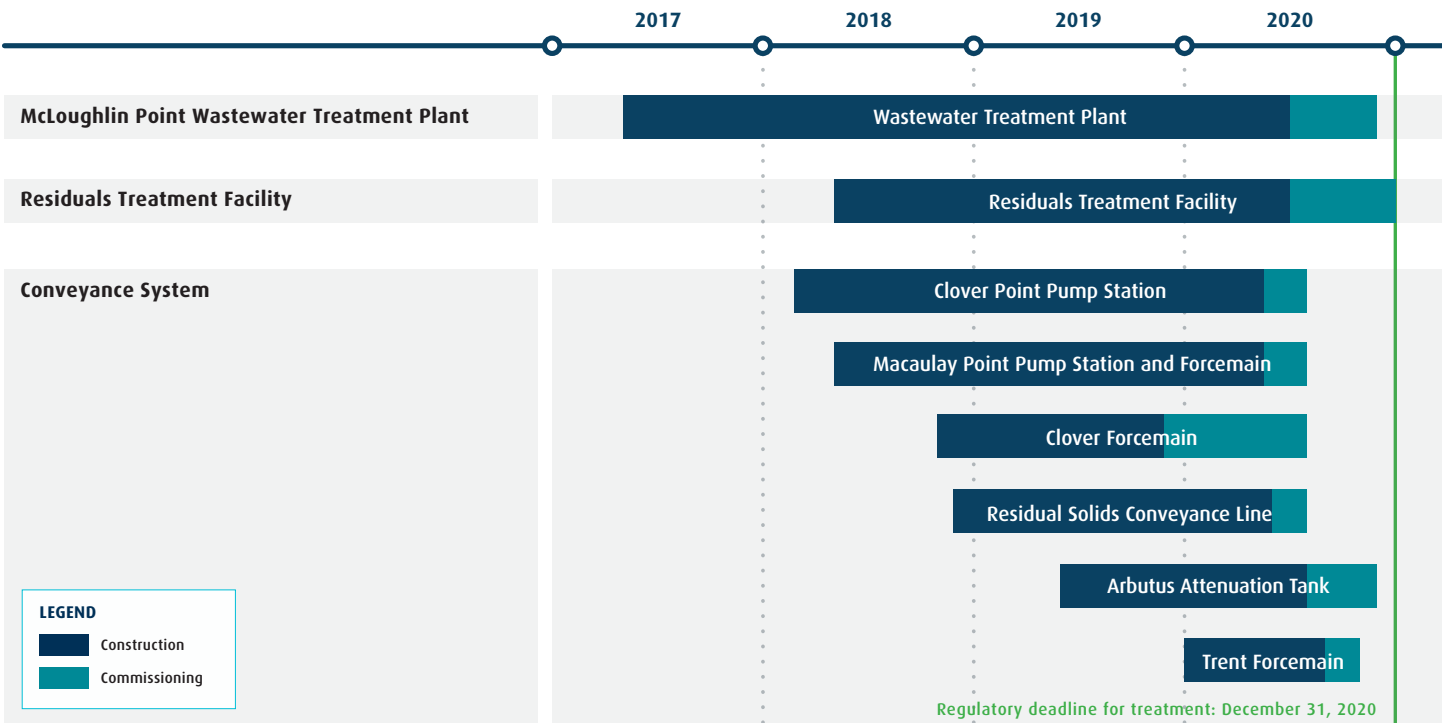 2017
2018
2019
2020
McLoughlin Point Wastewater Treatment Plant
Wastewater Treatment Plant
Residuals Treatment Facility
Residuals Treatment Facility
Conveyance System
Clover Point Pump Station
Macaulay Point Pump Station and Forcemain
Clover Forcemain
Residual Solids Conveyance Line
Arbutus Attenuation Tank
Trent Forcemain
LEGEND
Construction
Commissioning
Regulatory deadline for treatment: December 31, 2020